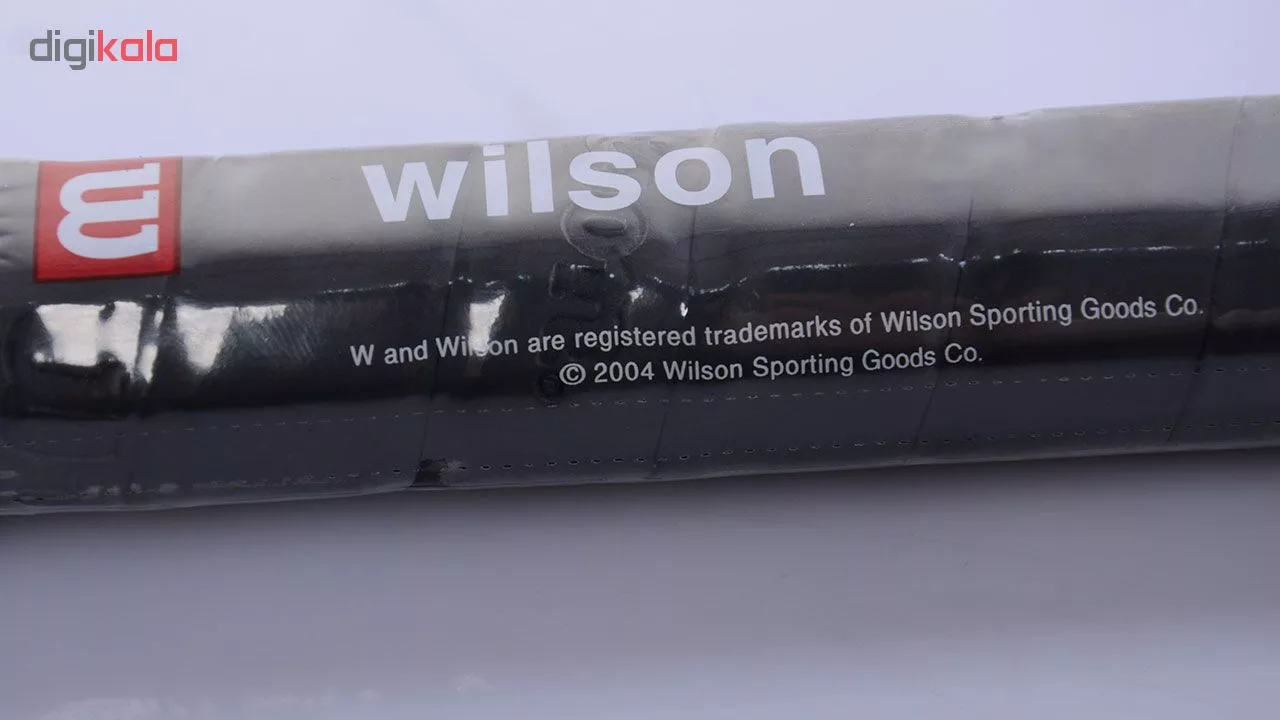 digikala
W
wilson
W and Wilson are registered trademarks of Wilson Sporting Goods Co.
© 2004 Wilson Sporting Goods Co.